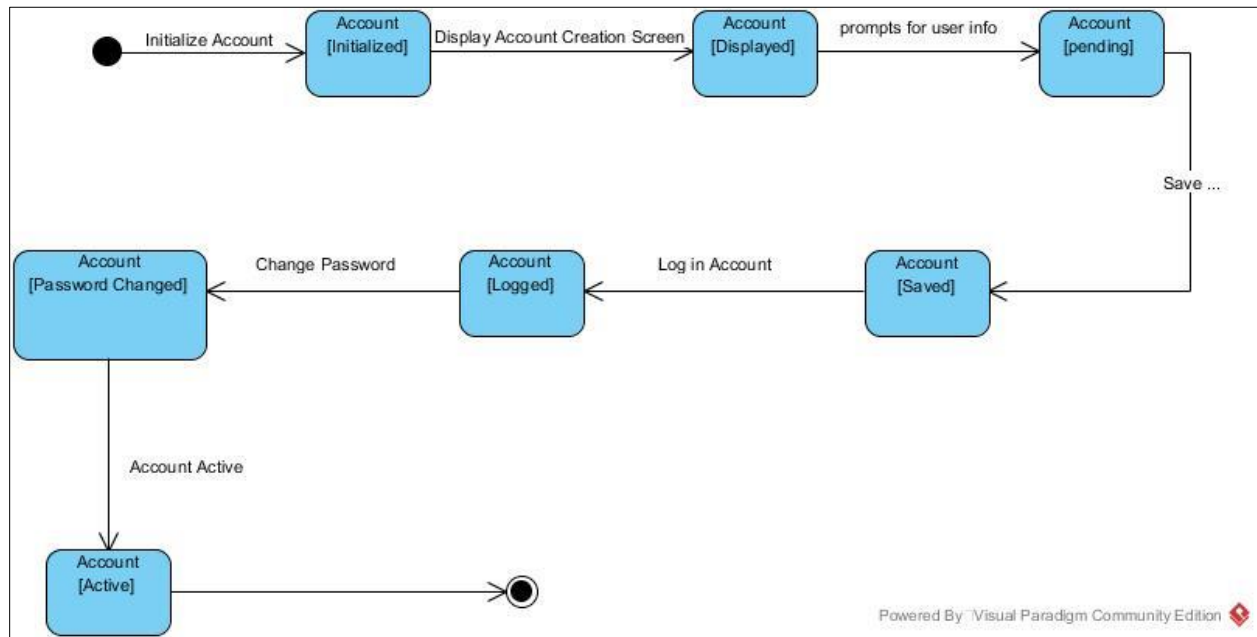 Initialize Account
Account
[Initialized]
Display Account Creation Screen
Account
[Displayed]
prompts for user info
Account
[pending]
Save ...
Account
[Saved]
Log in Account
Account
[Logged]
Change Password
Account
[Password Changed]
Account Active
Account
[Active]
Powered By Visual Paradigm Community Edition